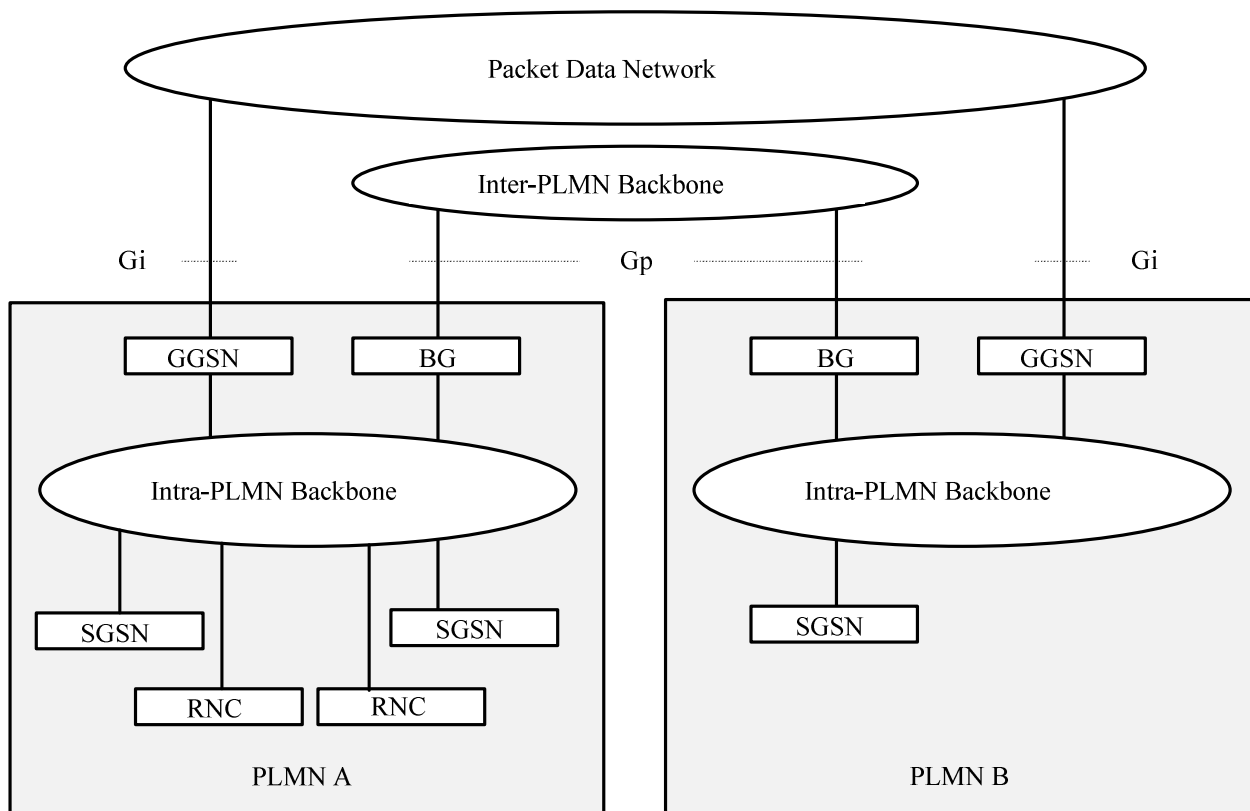 Packet Data Network
Inter-PLMN Backbone
Gi
Gp
Gi
GGSN
BG
BG
GGSN
Intra-PLMN Backbone
Intra-PLMN Backbone
SGSN
SGSN
SGSN
RNC
RNC
PLMN A
PLMN B